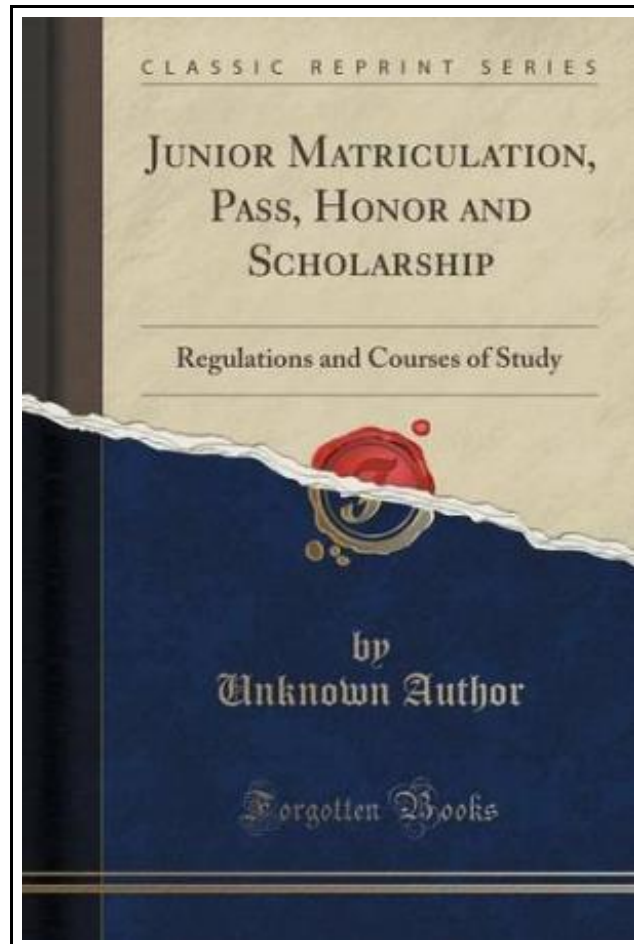 CLASSIC REPRINT SERIES
JUNIOR MATRICULATION,
PASS, HONOR AND
SCHOLARSHIP
Regulations and Courses of Study
by
Unknown Author
Forgotten Books